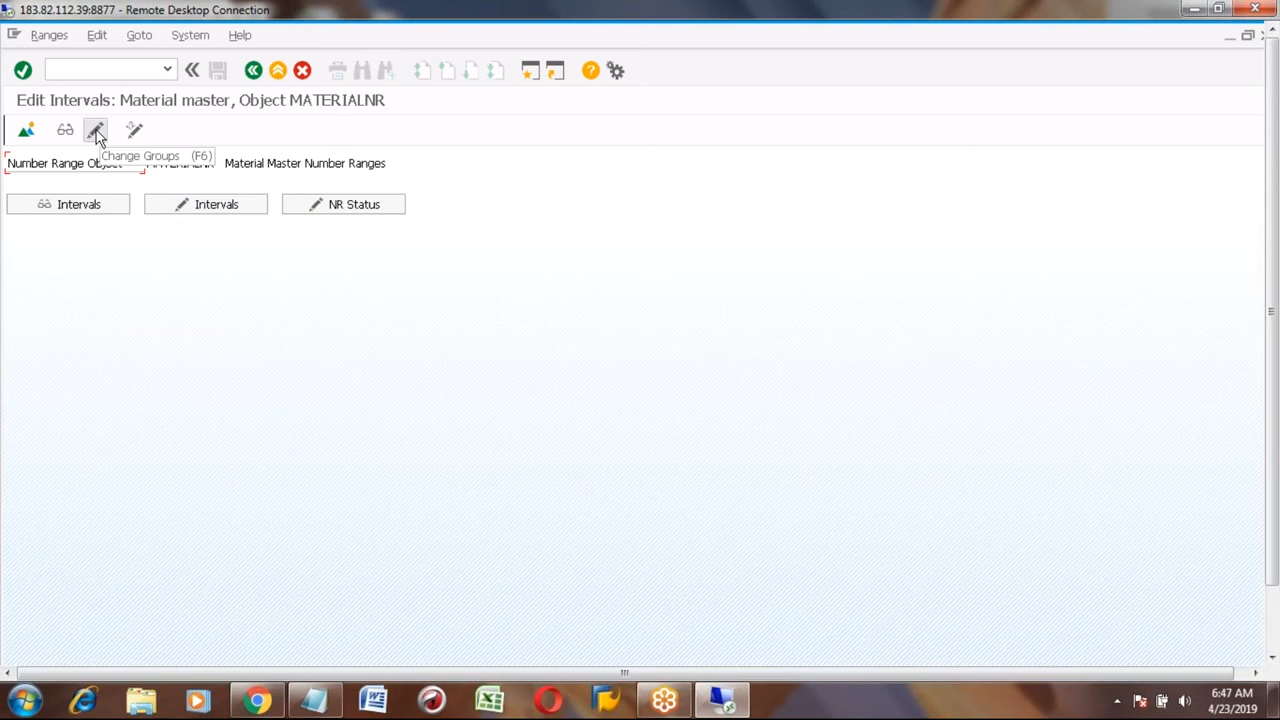 183.82.112.39:8877 - Remote Desktop Connection
Ranges Edit Goto System Help
Edit Intervals: Material master, Object MATERIALNR
Change Groups (F6)
Number Range Object MATERIALNR Material Master Number Ranges
Intervals Intervals NR Status
6:47 AM
4/23/2019